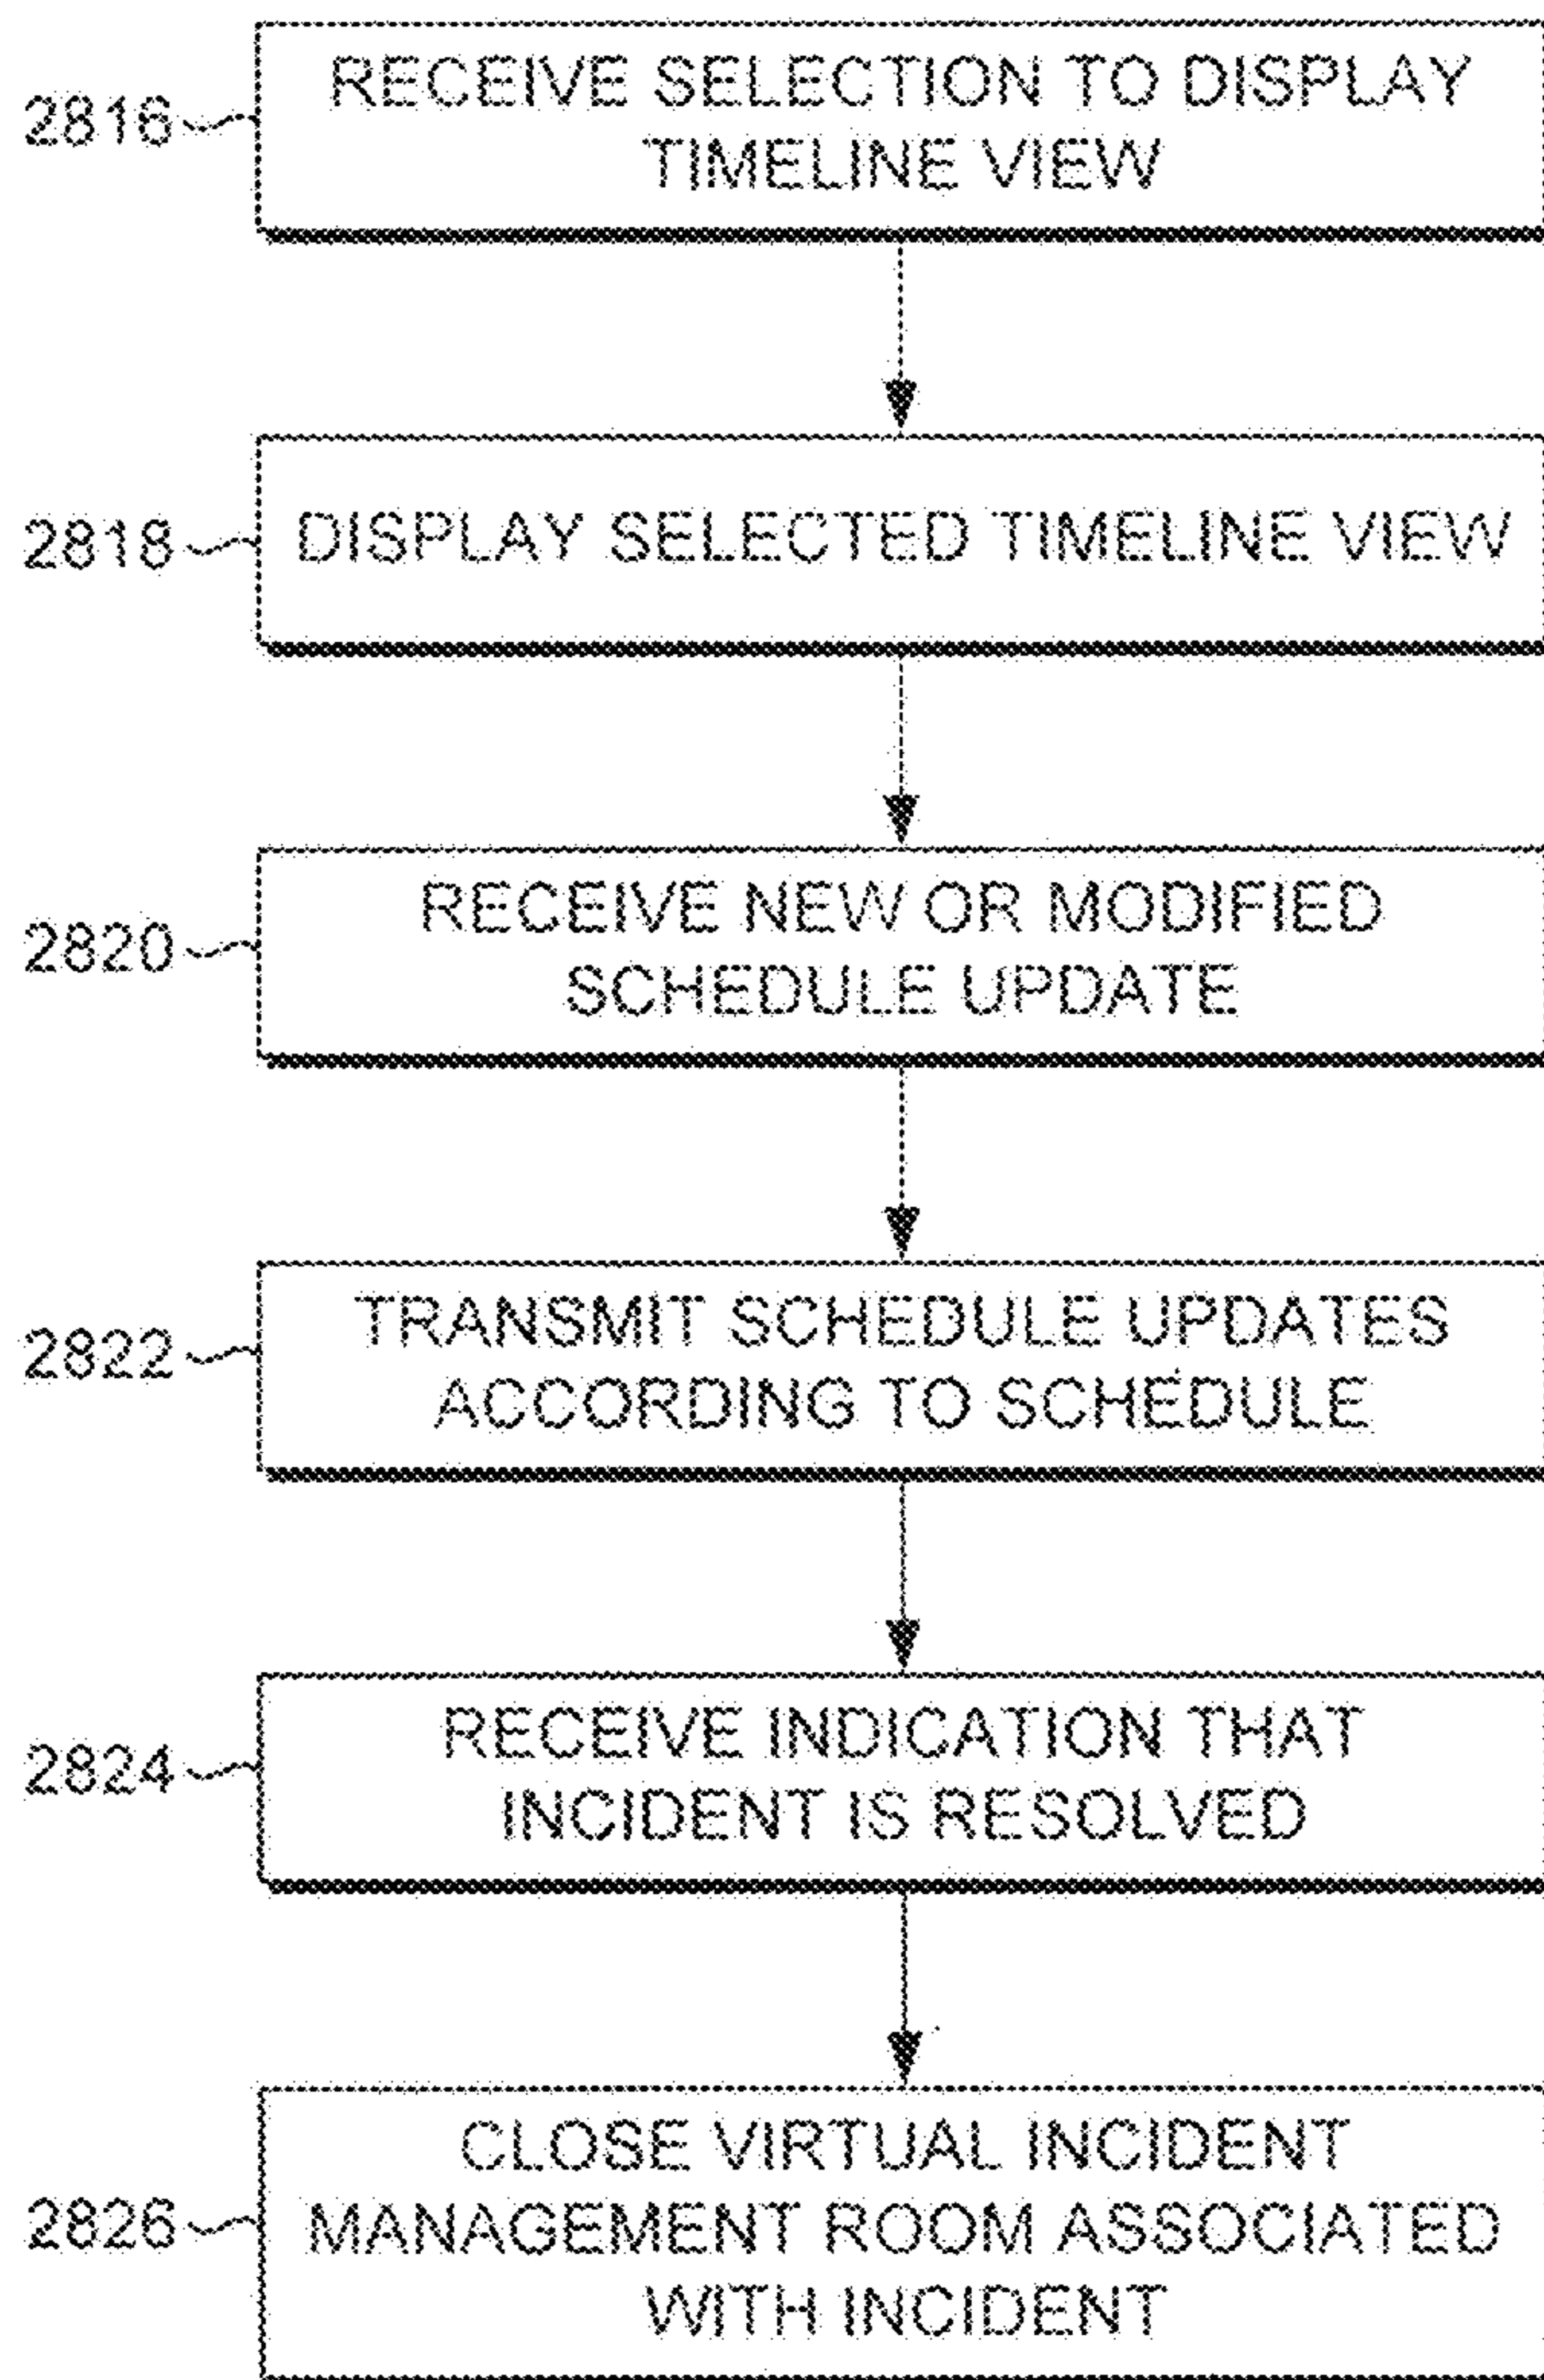 2816
RECEIVE SELECTION TO DISPLAY
TIMELINE VIEW
2818
DISPLAY SELECTED TIMELINE VIEW
2820
RECEIVE NEW OR MODIFIED
SCHEDULE UPDATE
2822
TRANSMIT SCHEDULE UPDATES
ACCORDING TO SCHEDULE
2824
RECEIVE INDICATION THAT
INCIDENT IS RESOLVED
2826
CLOSE VIRTUAL INCIDENT
MANAGEMENT ROOM ASSOCIATED
WITH INCIDENT